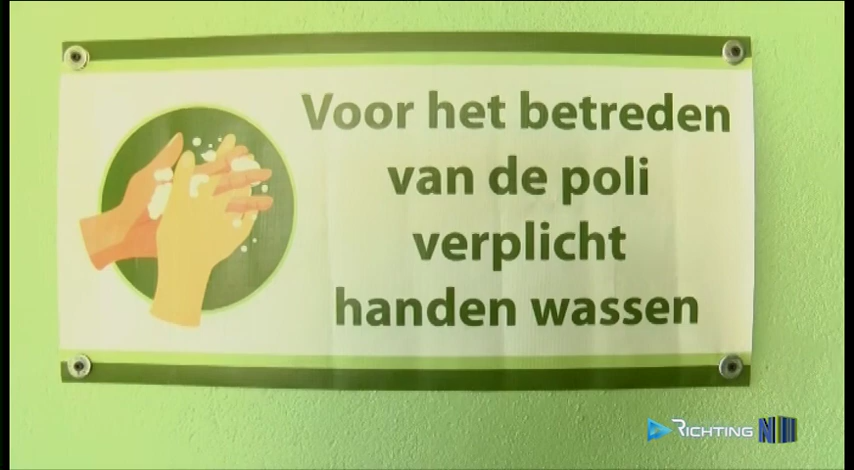 Voor het betreden
van de poli
verplicht
handen wassen
RICHTING N